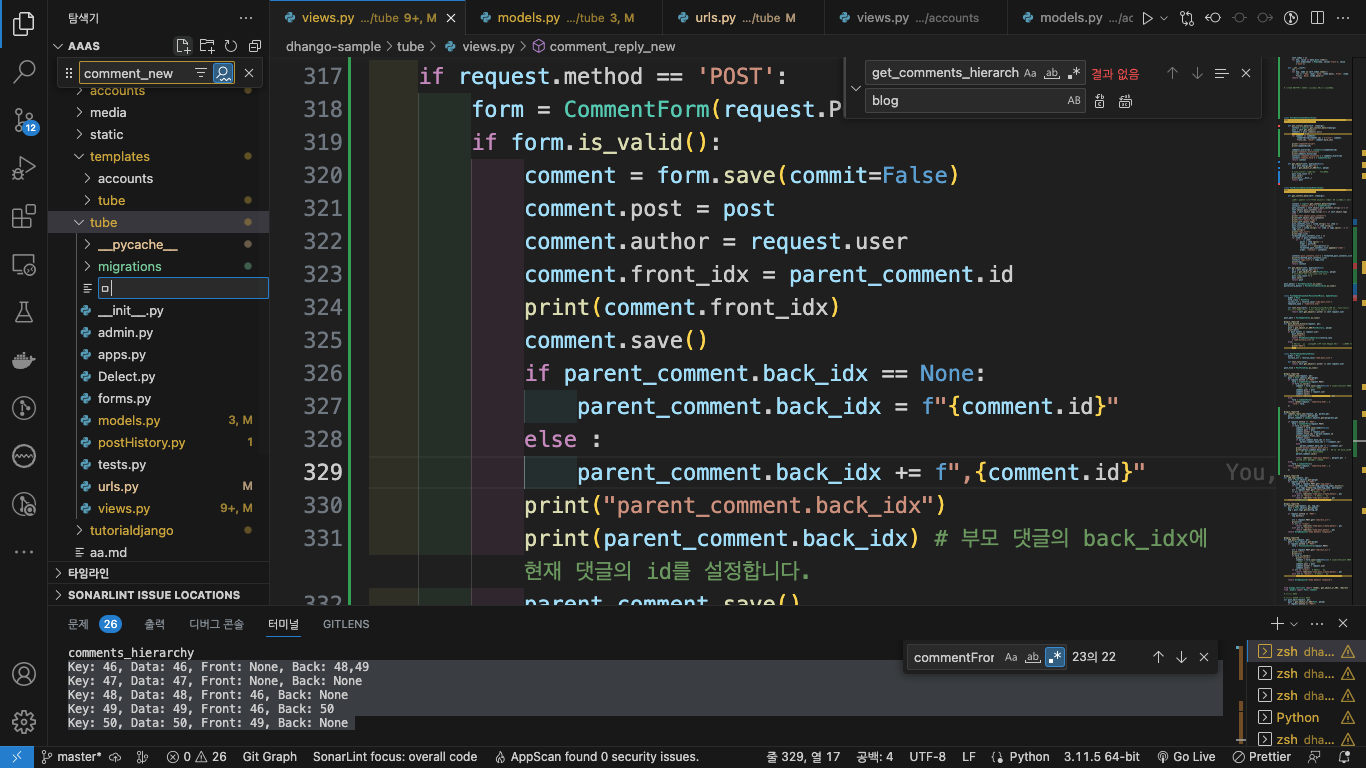 탐색기
views.py .../tube 9+, M
models.py .../tube 3, M
urls.py .../tube M
views.py .../accounts
models.py .../ac
AAAS
comment_new
accounts
media
static
templates
accounts
tube
tube
__pycache__
migrations
ㅁ
__init__.py
admin.py
apps.py
Delect.py
forms.py
models.py 3, M
postHistory.py 1
tests.py
urls.py M
views.py 9+, M
tutorialdjango
aa.md
타임라인
SONARLINT ISSUE LOCATIONS
12
dhango-sample > tube > views.py > comment_reply_new
get_comments_hierarch Aa ab .* 결과 없음
blog AB
317 if request.method == 'POST':
318 form = CommentForm(request.P
319 if form.is_valid():
320 comment = form.save(commit=False)
321 comment.post = post
322 comment.author = request.user
323 comment.front_idx = parent_comment.id
324 print(comment.front_idx)
325 comment.save()
326 if parent_comment.back_idx == None:
327 parent_comment.back_idx = f"{comment.id}"
328 else :
329 parent_comment.back_idx += f",{comment.id}" You,
330 print("parent_comment.back_idx")
331 print(parent_comment.back_idx) # 부모 댓글의 back_idx에
현재 댓글의 id를 설정합니다.
332 parent_comment.save()
문제 26 출력 디버그 콘솔 터미널 GITLENS
comments_hierarchy
Key: 46, Data: 46, Front: None, Back: 48,49
Key: 47, Data: 47, Front: None, Back: None
Key: 48, Data: 48, Front: 46, Back: None
Key: 49, Data: 49, Front: 46, Back: 50
Key: 50, Data: 50, Front: 49, Back: None
commentFror Aa ab .* 23의 22
zsh dha...
zsh dha...
zsh dha...
Python
zsh dha...
master* 0 26 Git Graph SonarLint focus: overall code AppScan found 0 security issues. 줄 329, 열 17 공백: 4 UTF-8 LF Python 3.11.5 64-bit Go Live Prettier